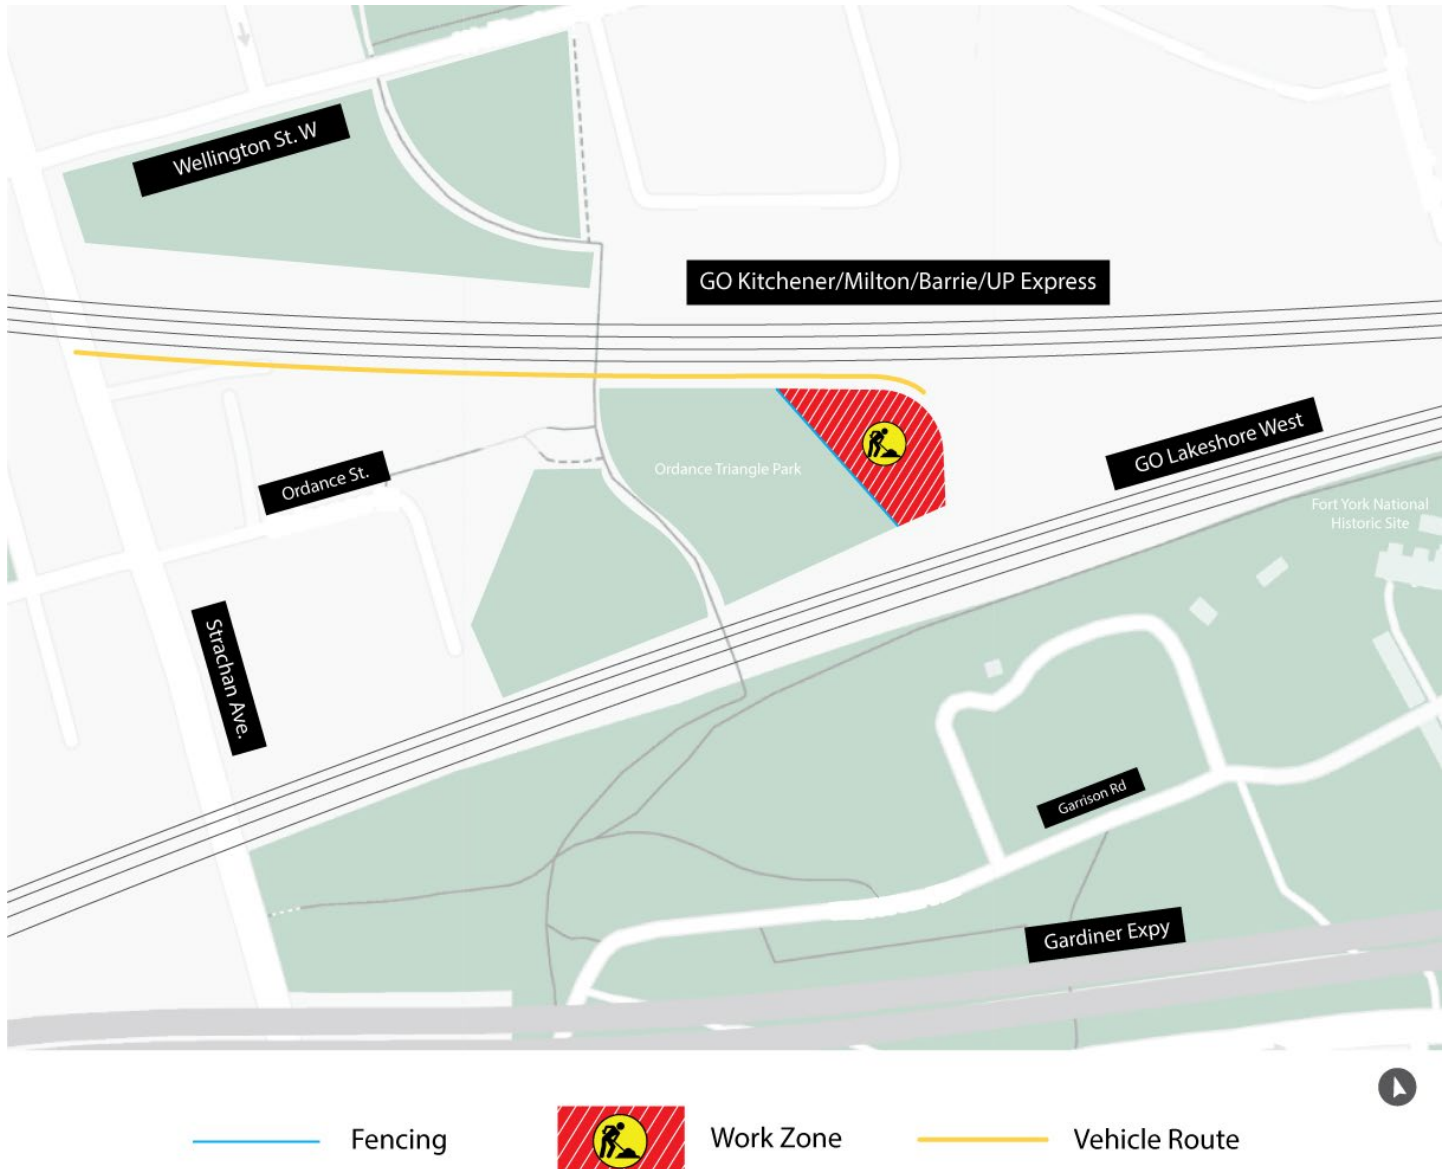 Wellington St. W
GO Kitchener/Milton/Barrie/UP Express
GO Lakeshore West
Ordance St.
Ordance Triangle Park
Fort York National
Historic Site
Strachan Ave.
Garrison Rd
Gardiner Expy
Fencing
Work Zone
Vehicle Route